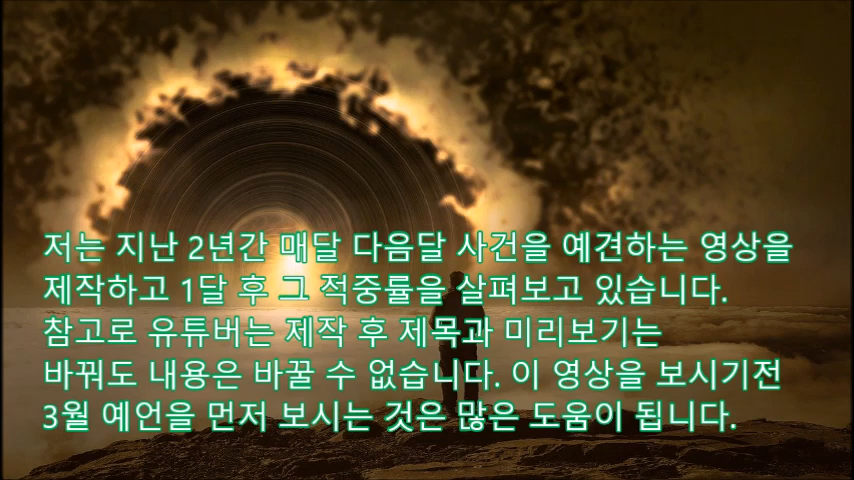 저는 지난 2년간 매달 다음달 사건을 예견하는 영상을
제작하고 1달 후 그 적중률을 살펴보고 있습니다.
참고로 유튜버는 제작 후 제목과 미리보기는
바꿔도 내용은 바꿀 수 없습니다. 이 영상을 보시기전
3월 예언을 먼저 보시는 것은 많은 도움이 됩니다.